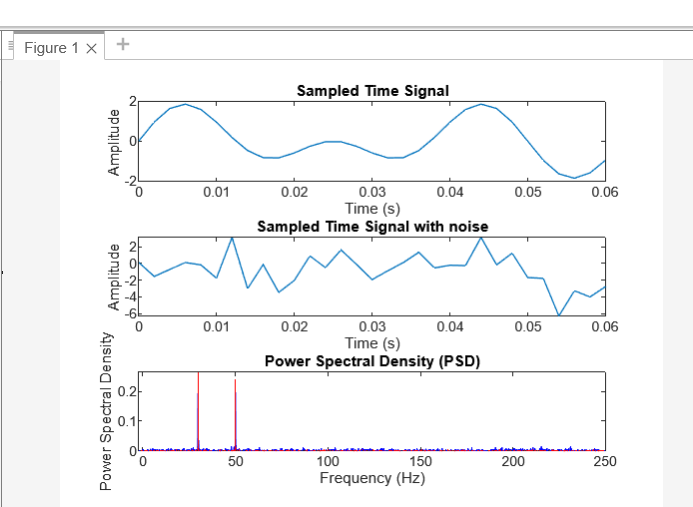 Figure 1 × +
Sampled Time Signal
Amplitude
2
0
-2
0 0.01 0.02 0.03 0.04 0.05 0.06
Time (s)
Sampled Time Signal with noise
Amplitude
2
0
-2
-4
-6
0 0.01 0.02 0.03 0.04 0.05 0.06
Time (s)
Power Spectral Density (PSD)
Power Spectral Density
0.2
0.1
0
0 50 100 150 200 250
Frequency (Hz)